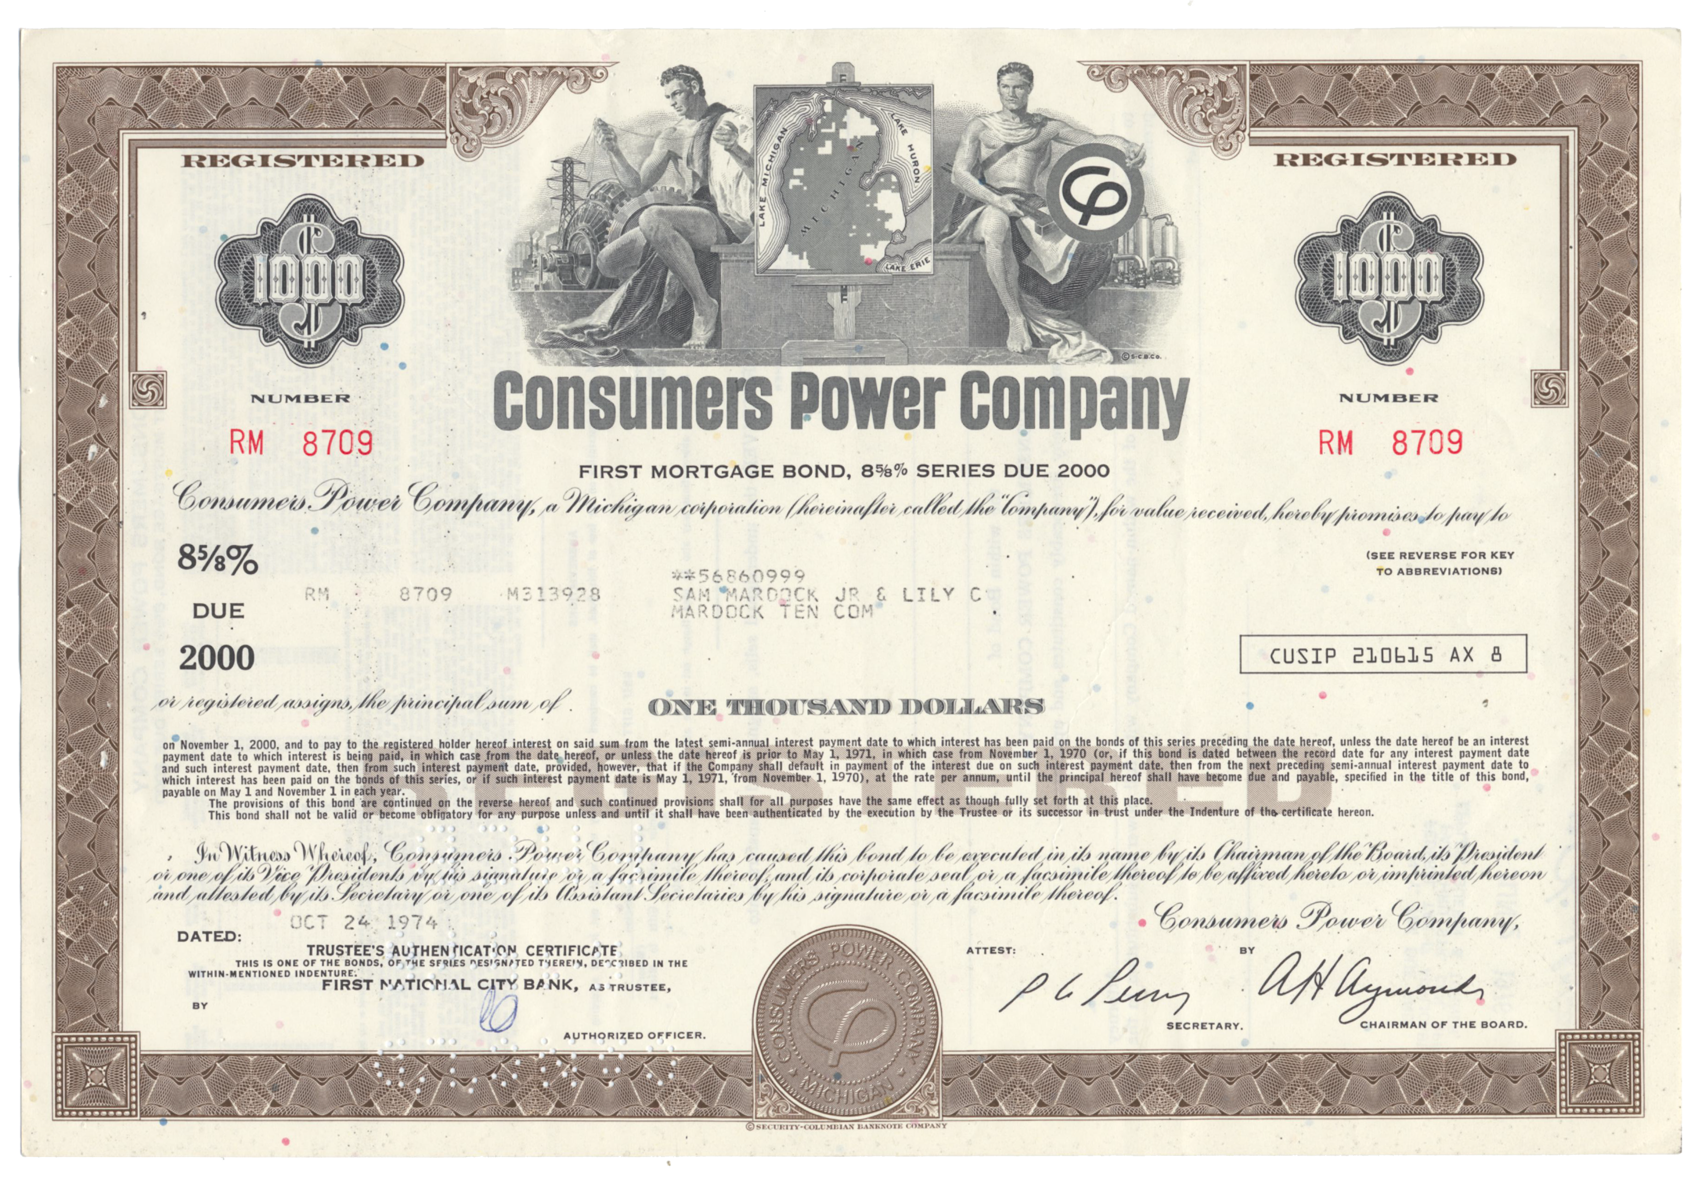 REGISTERED
REGISTERED
E
LAKE MICHIGAN
MICHIGAN
LAKE HURON
LAKE ERIE
$
1000
$
1000
© S-C.B.CO.
NUMBER
NUMBER
RM 8709
RM 8709
Consumers Power Company
FIRST MORTGAGE BOND, 8⅝% SERIES DUE 2000
Consumers Power Company, a Michigan corporation (hereinafter called the "Company"), for value received, hereby promises to pay to
8⅝%
DUE
2000
(SEE REVERSE FOR KEY
TO ABBREVIATIONS)
**56860999
RM 8709 M313928 SAM MARDOCK JR & LILY C
MARDOCK TEN COM
CUSIP 210615 AX 8
or registered assigns, the principal sum of ONE THOUSAND DOLLARS
on November 1, 2000, and to pay to the registered holder hereof interest on said sum from the latest semi-annual interest payment date to which interest has been paid on the bonds of this series preceding the date hereof, unless the date hereof be an interest
payment date to which interest is being paid, in which case from the date hereof, or unless the date hereof is prior to May 1, 1971, in which case from November 1, 1970 (or, if this bond is dated between the record date for any interest payment date
and such interest payment date, then from such interest payment date, provided, however, that if the Company shall default in payment of the interest due on such interest payment date, then from the next preceding semi-annual interest payment date to
which interest has been paid on the bonds of this series, or if such interest payment date is May 1, 1971, from November 1, 1970), at the rate per annum, until the principal hereof shall have become due and payable, specified in the title of this bond,
payable on May 1 and November 1 in each year.
REGISTERED
The provisions of this bond are continued on the reverse hereof and such continued provisions shall for all purposes have the same effect as though fully set forth at this place.
This bond shall not be valid or become obligatory for any purpose unless and until it shall have been authenticated by the execution by the Trustee or its successor in trust under the Indenture of the certificate hereon.
In Witness Whereof, Consumers Power Company has caused this bond to be executed in its name by its Chairman of the Board, its President
or one of its Vice Presidents by his signature or a facsimile thereof, and its corporate seal or a facsimile thereof to be affixed hereto or imprinted hereon
and attested by its Secretary or one of its Assistant Secretaries by his signature or a facsimile thereof.
Consumers Power Company,
OCT 24 1974
DATED:
TRUSTEE'S AUTHENTICATION CERTIFICATE
THIS IS ONE OF THE BONDS, OF THE SERIES DESIGNATED THEREIN, DESCRIBED IN THE
WITHIN-MENTIONED INDENTURE.
FIRST NATIONAL CITY BANK, AS TRUSTEE,
BY
AUTHORIZED OFFICER.
CONSUMERS POWER COMPANY
MICHIGAN
ATTEST:
P C Perry
SECRETARY.
BY
AH Aymond
CHAIRMAN OF THE BOARD.
© SECURITY-COLUMBIAN BANKNOTE COMPANY